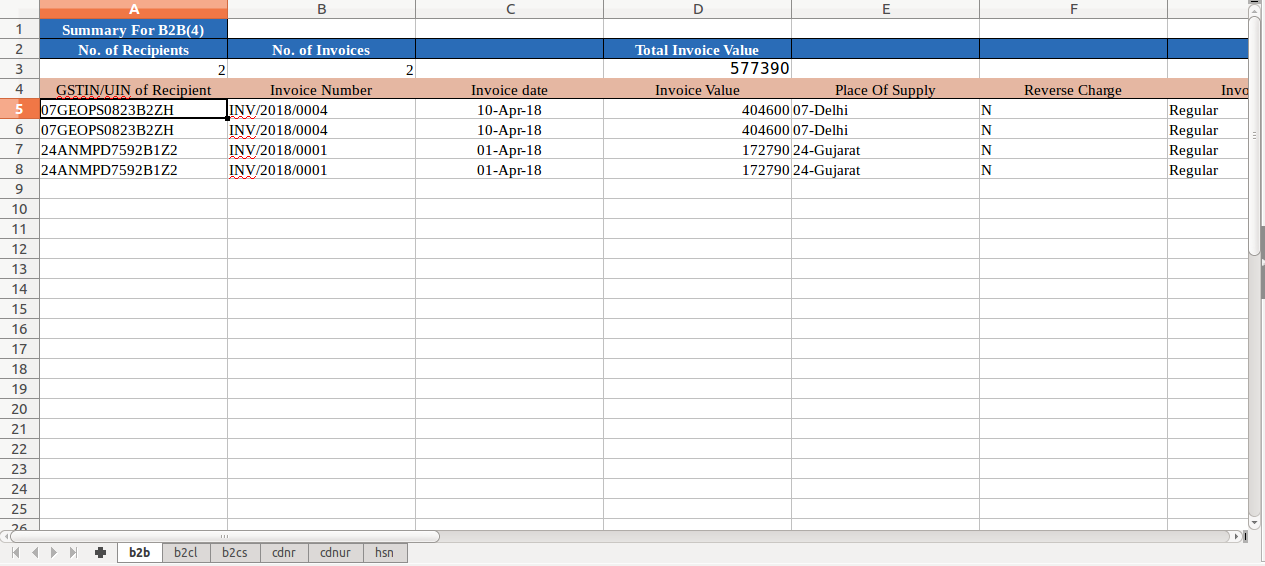 A B C D E F
1 Summary For B2B(4)
2 No. of Recipients No. of Invoices Total Invoice Value
3 2 2 577390
4 GSTIN/UIN of Recipient Invoice Number Invoice date Invoice Value Place Of Supply Reverse Charge Invo
5 07GEOPS0823B2ZH INV/2018/0004 10-Apr-18 404600 07-Delhi N Regular
6 07GEOPS0823B2ZH INV/2018/0004 10-Apr-18 404600 07-Delhi N Regular
7 24ANMPD7592B1Z2 INV/2018/0001 01-Apr-18 172790 24-Gujarat N Regular
8 24ANMPD7592B1Z2 INV/2018/0001 01-Apr-18 172790 24-Gujarat N Regular
9
10
11
12
13
14
15
16
17
18
19
20
21
22
23
24
25
26
b2b b2cl b2cs cdnr cdnur hsn